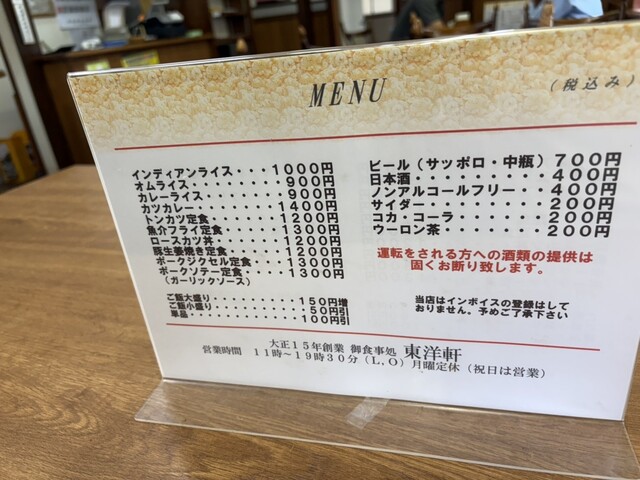 MENU
(税込み)
インディアンライス・・・1000円
オムライス・・・・・・・・900円
カレーライス・・・・・・・900円
カツカレー・・・・・・・1400円
トンカツ定食・・・・・・1200円
魚介フライ定食・・・・・1300円
ロースカツ丼・・・・・・1200円
豚生姜焼き定食・・・・・1200円
ポークジクセル定食・・・1300円
ポークソテー定食・・・・1300円
(ガーリックソース)
ご飯大盛り・・・・・・・・・150円増
ご飯小盛り・・・・・・・・・・50円引
単品・・・・・・・・・・・・100円引
ビール(サッポロ・中瓶)700円
日本酒・・・・・・・・・・400円
ノンアルコールフリー・・・400円
サイダー・・・・・・・・・200円
コカ・コーラ・・・・・・・200円
ウーロン茶・・・・・・・・200円
運転をされる方への酒類の提供は
固くお断り致します。
当店はインボイスの登録はして
おりません。予めご了承下さい
大正15年創業 御食事処 東洋軒
営業時間 11時~19時30分(L,O)月曜定休(祝日は営業)